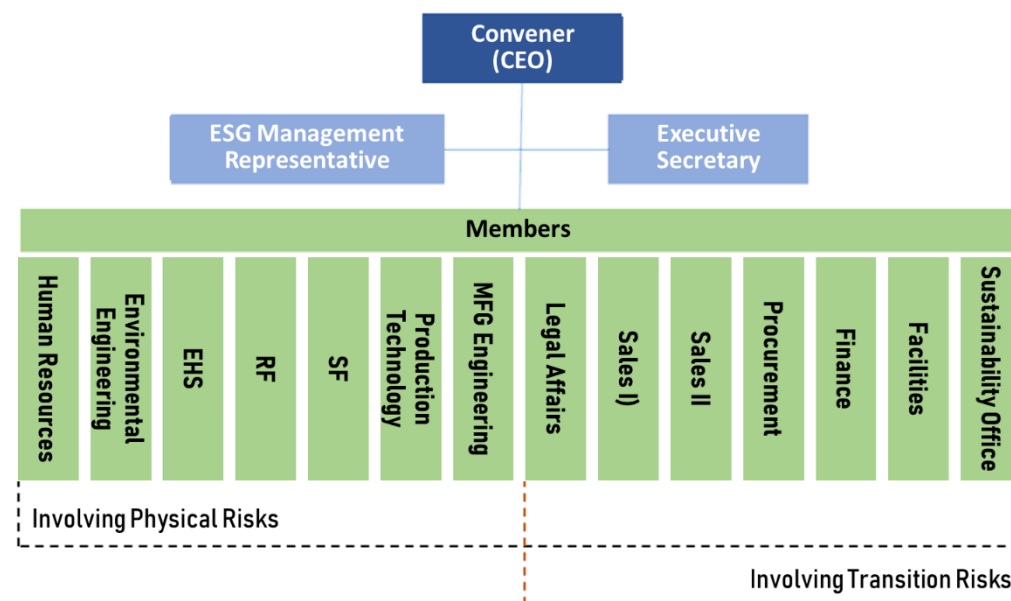 Convener
(CEO)
ESG Management
Representative
Executive
Secretary
Members
Human Resources
Environmental
Engineering
EHS
RF
SF
Production
Technology
MFG Engineering
Legal Affairs
Sales I)
Sales II
Procurement
Finance
Facilities
Sustainability Office
Involving Physical Risks
Involving Transition Risks